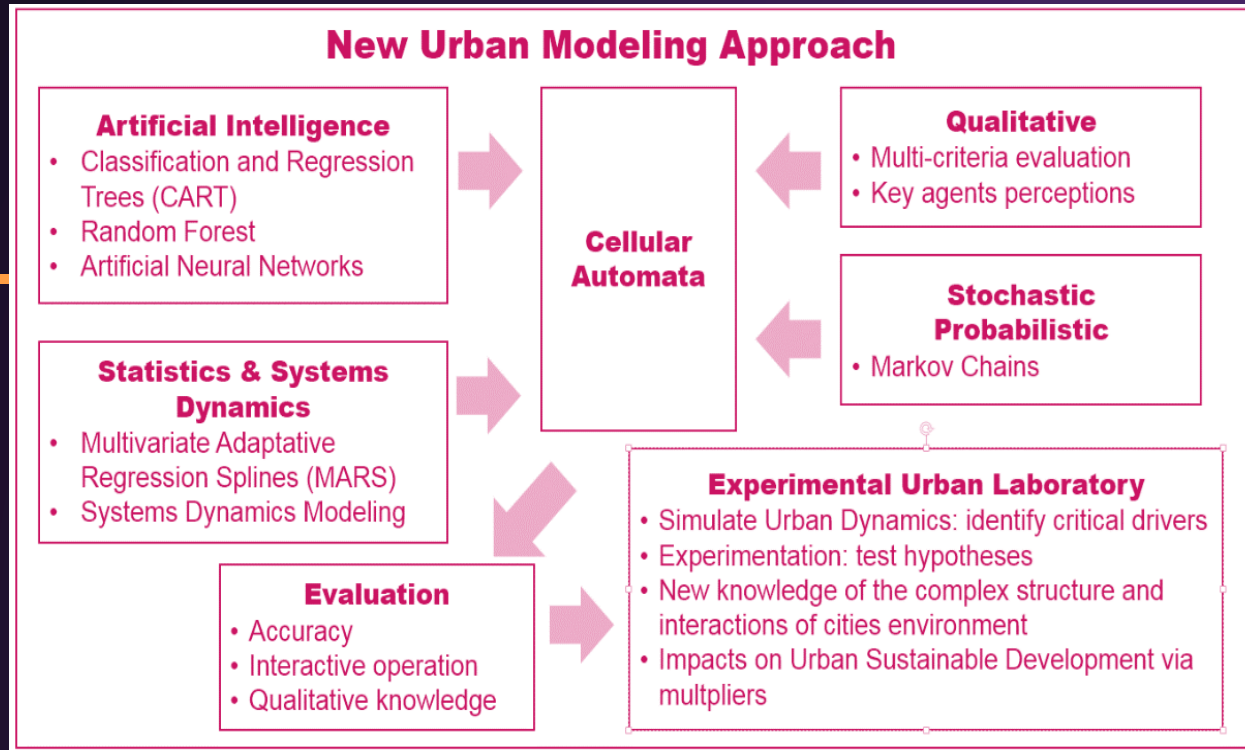 New Urban Modeling Approach
Artificial Intelligence
• Classification and Regression
Trees (CART)
• Random Forest
• Artificial Neural Networks
Statistics & Systems
Dynamics
• Multivariate Adaptative
Regression Splines (MARS)
• Systems Dynamics Modeling
Cellular
Automata
Qualitative
• Multi-criteria evaluation
• Key agents perceptions
Stochastic
Probabilistic
• Markov Chains
Evaluation
• Accuracy
• Interactive operation
• Qualitative knowledge
Experimental Urban Laboratory
• Simulate Urban Dynamics: identify critical drivers
• Experimentation: test hypotheses
• New knowledge of the complex structure and
interactions of cities environment
• Impacts on Urban Sustainable Development via
multpliers